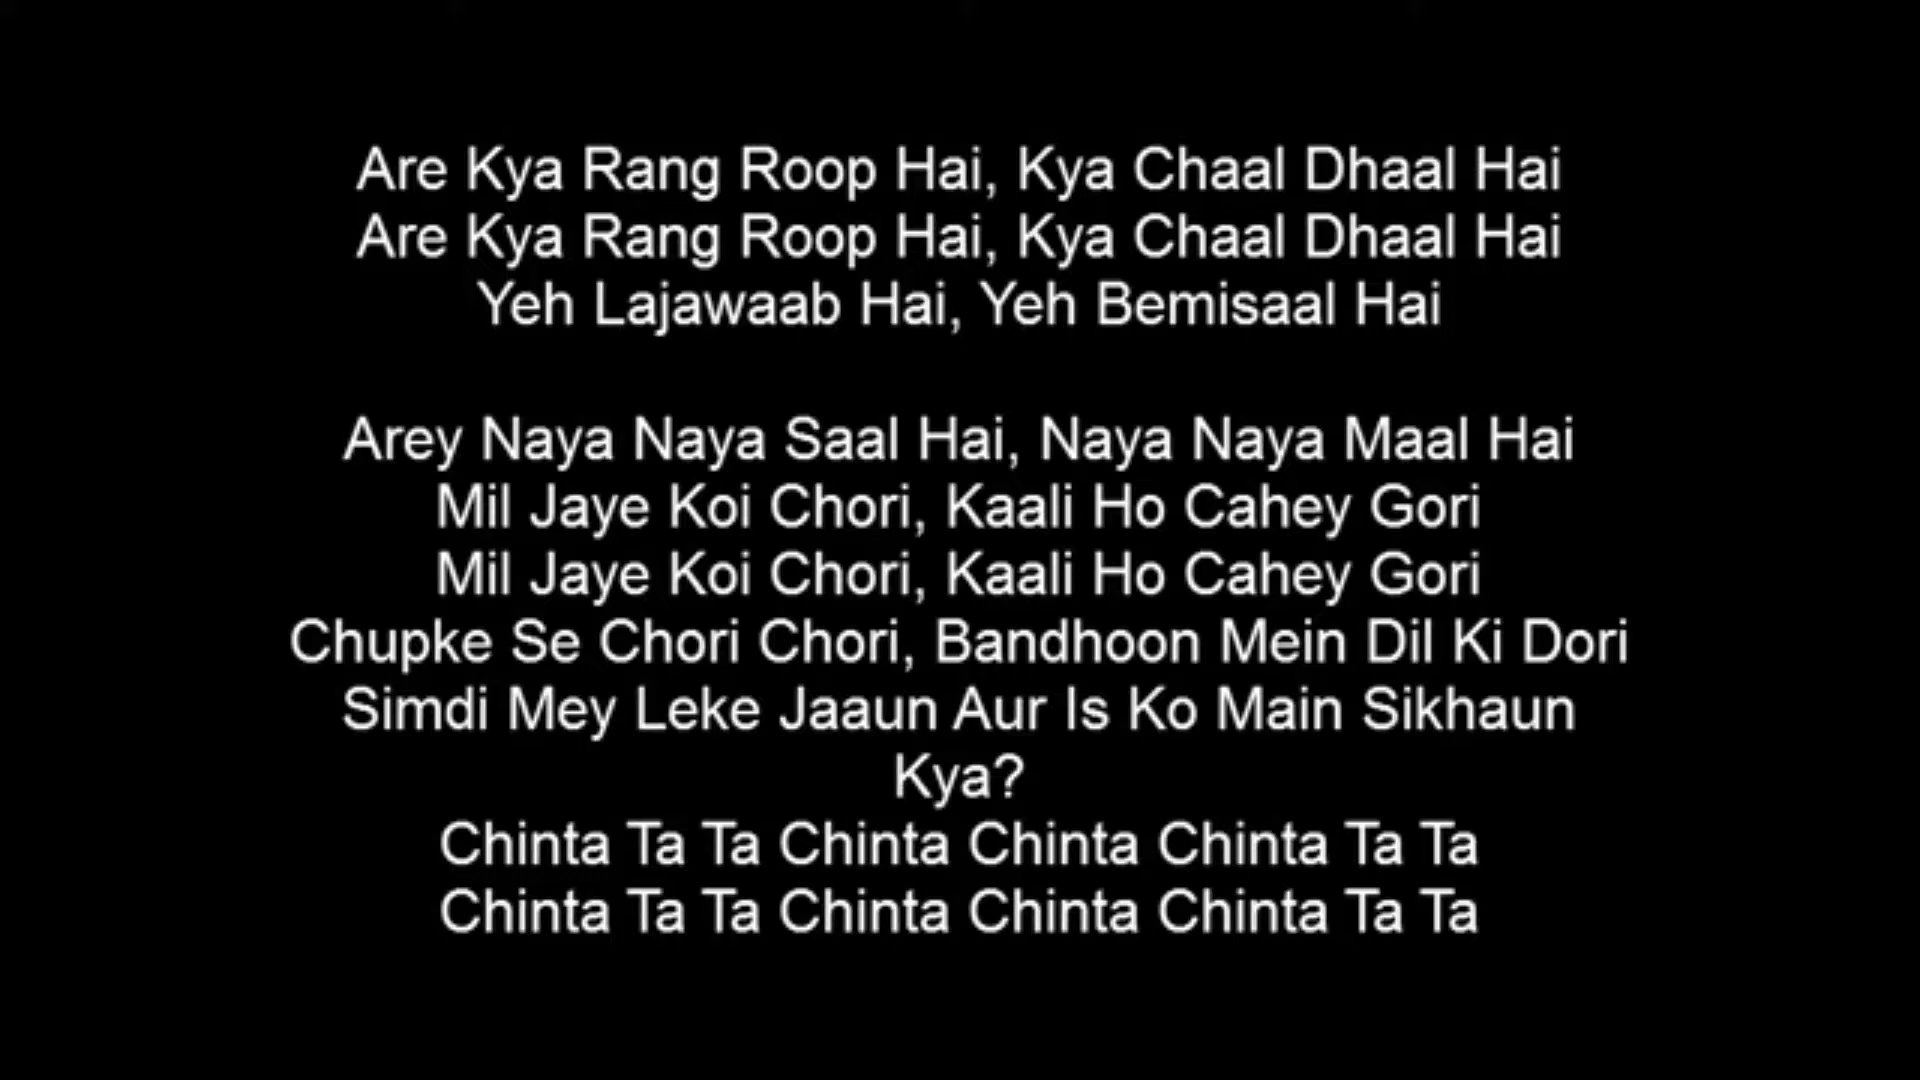 Are Kya Rang Roop Hai, Kya Chaal Dhaal Hai
Are Kya Rang Roop Hai, Kya Chaal Dhaal Hai
Yeh Lajawaab Hai, Yeh Bemisaal Hai
Arey Naya Naya Saal Hai, Naya Naya Maal Hai
Mil Jaye Koi Chori, Kaali Ho Cahey Gori
Mil Jaye Koi Chori, Kaali Ho Cahey Gori
Chupke Se Chori Chori, Bandhoon Mein Dil Ki Dori
Simdi Mey Leke Jaaun Aur Is Ko Main Sikhaun
Kya?
Chinta Ta Ta Chinta Chinta Chinta Ta Ta
Chinta Ta Ta Chinta Chinta Chinta Ta Ta